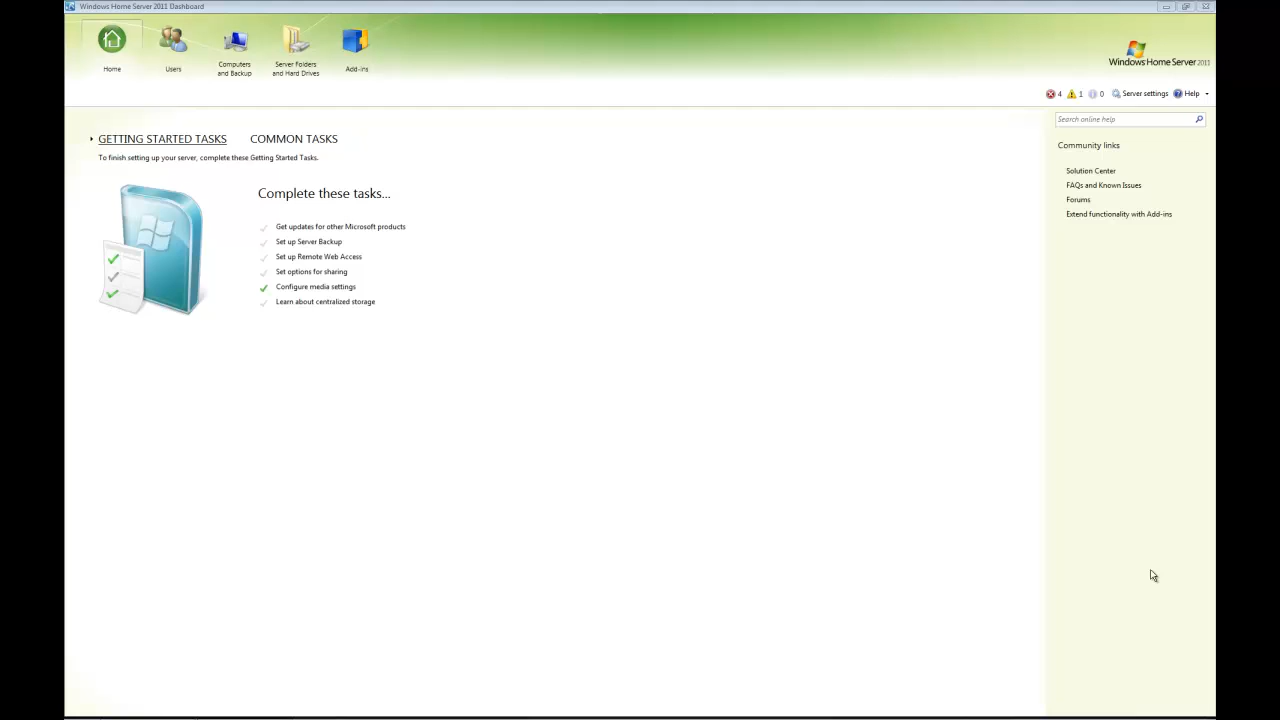 Windows Home Server 2011 Dashboard
Home
Users
Computers
and Backup
Server Folders
and Hard Drives
Add-ins
Windows Home Server 2011
4 1 0 Server settings Help
Search online help
GETTING STARTED TASKS COMMON TASKS
To finish setting up your server, complete these Getting Started Tasks.
Complete these tasks...
Get updates for other Microsoft products
Set up Server Backup
Set up Remote Web Access
Set options for sharing
Configure media settings
Learn about centralized storage
Community links
Solution Center
FAQs and Known Issues
Forums
Extend functionality with Add-ins